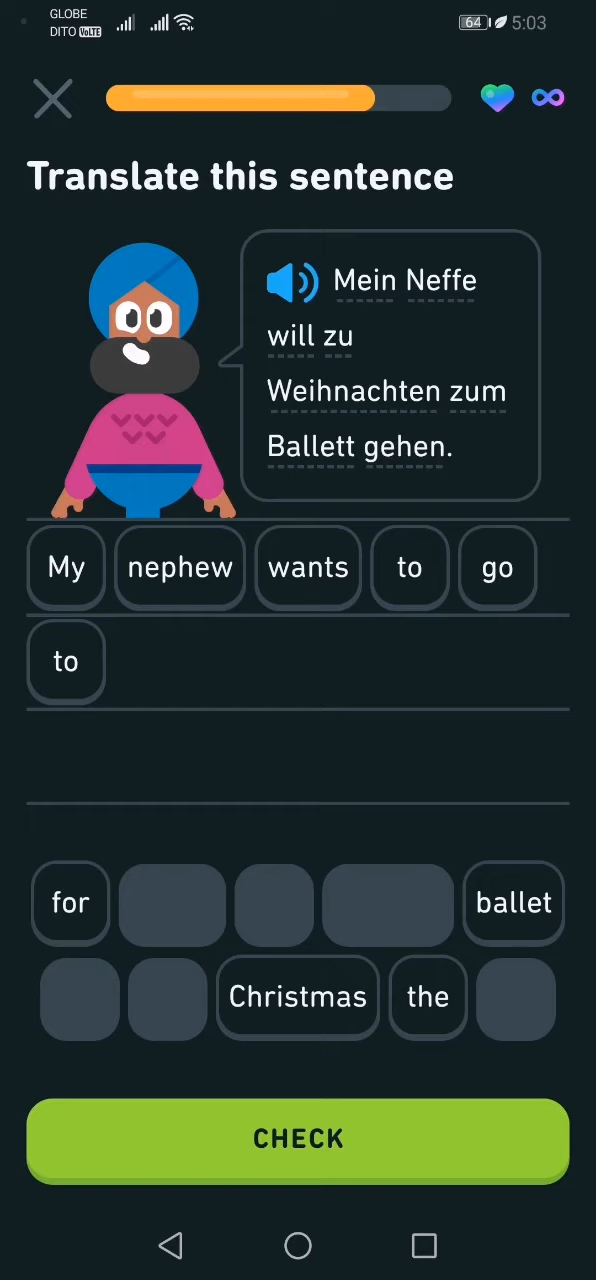 GLOBE
DITO VoLTE
64 5:03
Translate this sentence
Mein Neffe
will zu
Weihnachten zum
Ballett gehen.
My nephew wants to go
to
for ballet
Christmas the
CHECK